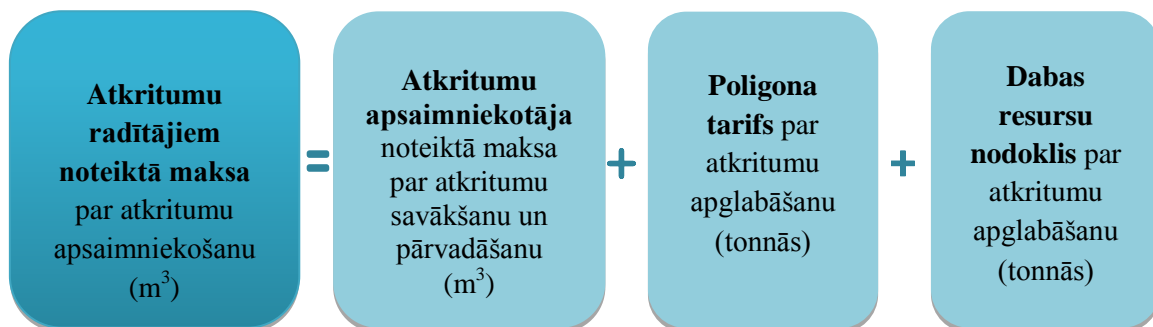 Atkritumu
radītājiem
noteiktā maksa
par atkritumu
apsaimniekošanu
(m³)
=
Atkritumu
apsaimniekotāja
noteiktā maksa
par atkritumu
savākšanu un
pārvadāšanu
(m³)
+
Poligona
tarifs par
atkritumu
apglabāšanu
(tonnās)
+
Dabas
resursu
nodoklis par
atkritumu
apglabāšanu
(tonnās)